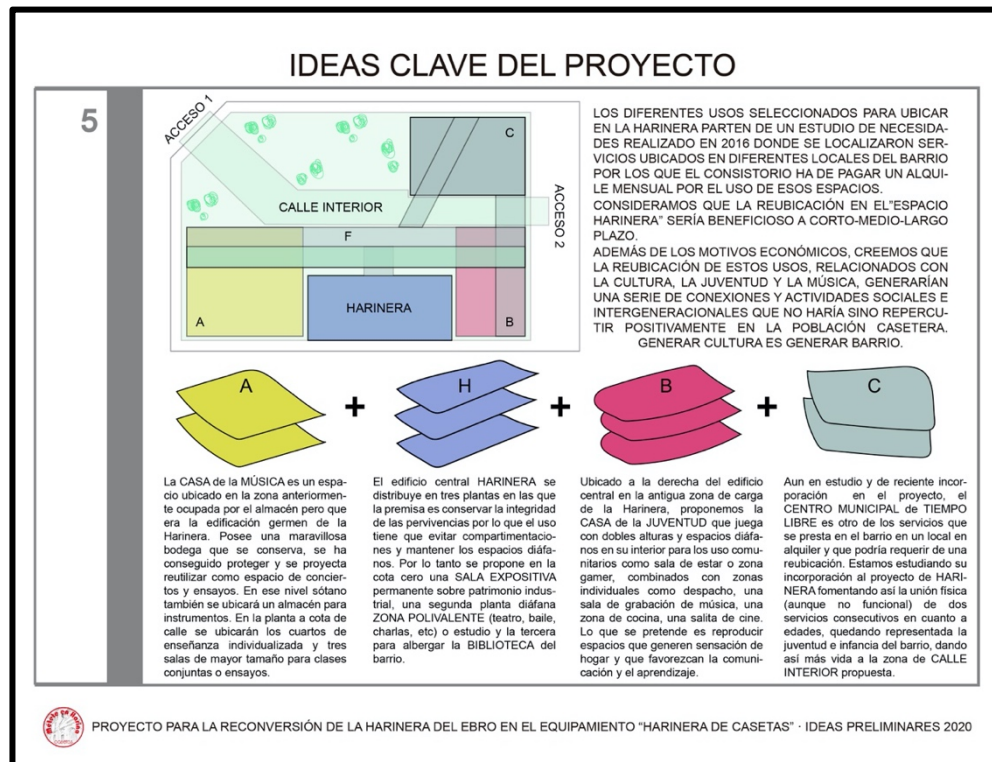 IDEAS CLAVE DEL PROYECTO
5
ACCESO 1
C
CALLE INTERIOR
ACCESO 2
F
HARINERA
A
B
LOS DIFERENTES USOS SELECCIONADOS PARA UBICAR
EN LA HARINERA PARTEN DE UN ESTUDIO DE NECESIDA-
DES REALIZADO EN 2016 DONDE SE LOCALIZARON SER-
VICIOS UBICADOS EN DIFERENTES LOCALES DEL BARRIO
POR LOS QUE EL CONSISTORIO HA DE PAGAR UN ALQUI-
LE MENSUAL POR EL USO DE ESOS ESPACIOS.
CONSIDERAMOS QUE LA REUBICACIÓN EN EL"ESPACIO
HARINERA" SERÍA BENEFICIOSO A CORTO-MEDIO-LARGO
PLAZO.
ADEMÁS DE LOS MOTIVOS ECONÓMICOS, CREEMOS QUE
LA REUBICACIÓN DE ESTOS USOS, RELACIONADOS CON
LA CULTURA, LA JUVENTUD Y LA MÚSICA, GENERARÍAN
UNA SERIE DE CONEXIONES Y ACTIVIDADES SOCIALES E
INTERGENERACIONALES QUE NO HARÍA SINO REPERCU-
TIR POSITIVAMENTE EN LA POBLACIÓN CASETERA.
GENERAR CULTURA ES GENERAR BARRIO.
A + H + B + C
La CASA de la MÚSICA es un espa-
cio ubicado en la zona anteriormen-
te ocupada por el almacén pero que
era la edificación germen de la
Harinera. Posee una maravillosa
bodega que se conserva, se ha
conseguido proteger y se proyecta
reutilizar como espacio de concier-
tos y ensayos. En ese nivel sótano
también se ubicará un almacén para
instrumentos. En la planta a cota de
calle se ubicarán los cuartos de
enseñanza individualizada y tres
salas de mayor tamaño para clases
conjuntas o ensayos.
El edificio central HARINERA se
distribuye en tres plantas en las que
la premisa es conservar la integridad
de las pervivencias por lo que el uso
tiene que evitar compartimentacio-
nes y mantener los espacios diáfa-
nos. Por lo tanto se propone en la
cota cero una SALA EXPOSITIVA
permanente sobre patrimonio indus-
trial, una segunda planta diáfana
ZONA POLIVALENTE (teatro, baile,
charlas, etc) o estudio y la tercera
para albergar la BIBLIOTECA del
barrio.
Ubicado a la derecha del edificio
central en la antigua zona de carga
de la Harinera, proponemos la
CASA de la JUVENTUD que juega
con dobles alturas y espacios diáfa-
nos en su interior para los uso comu-
nitarios como sala de estar o zona
gamer, combinados con zonas
individuales como despacho, una
sala de grabación de música, una
zona de cocina, una salita de cine.
Lo que se pretende es reproducir
espacios que generen sensación de
hogar y que favorezcan la comuni-
cación y el aprendizaje.
Aun en estudio y de reciente incor-
poración en el proyecto, el
CENTRO MUNICIPAL de TIEMPO
LIBRE es otro de los servicios que
se presta en el barrio en un local en
alquiler y que podría requerir de una
reubicación. Estamos estudiando su
incorporación al proyecto de HARI-
NERA fomentando así la unión física
(aunque no funcional) de dos
servicios consecutivos en cuanto a
edades, quedando representada la
juventud e infancia del barrio, dando
así más vida a la zona de CALLE
INTERIOR propuesta.
PROYECTO PARA LA RECONVERSIÓN DE LA HARINERA DEL EBRO EN EL EQUIPAMIENTO "HARINERA DE CASETAS" · IDEAS PRELIMINARES 2020